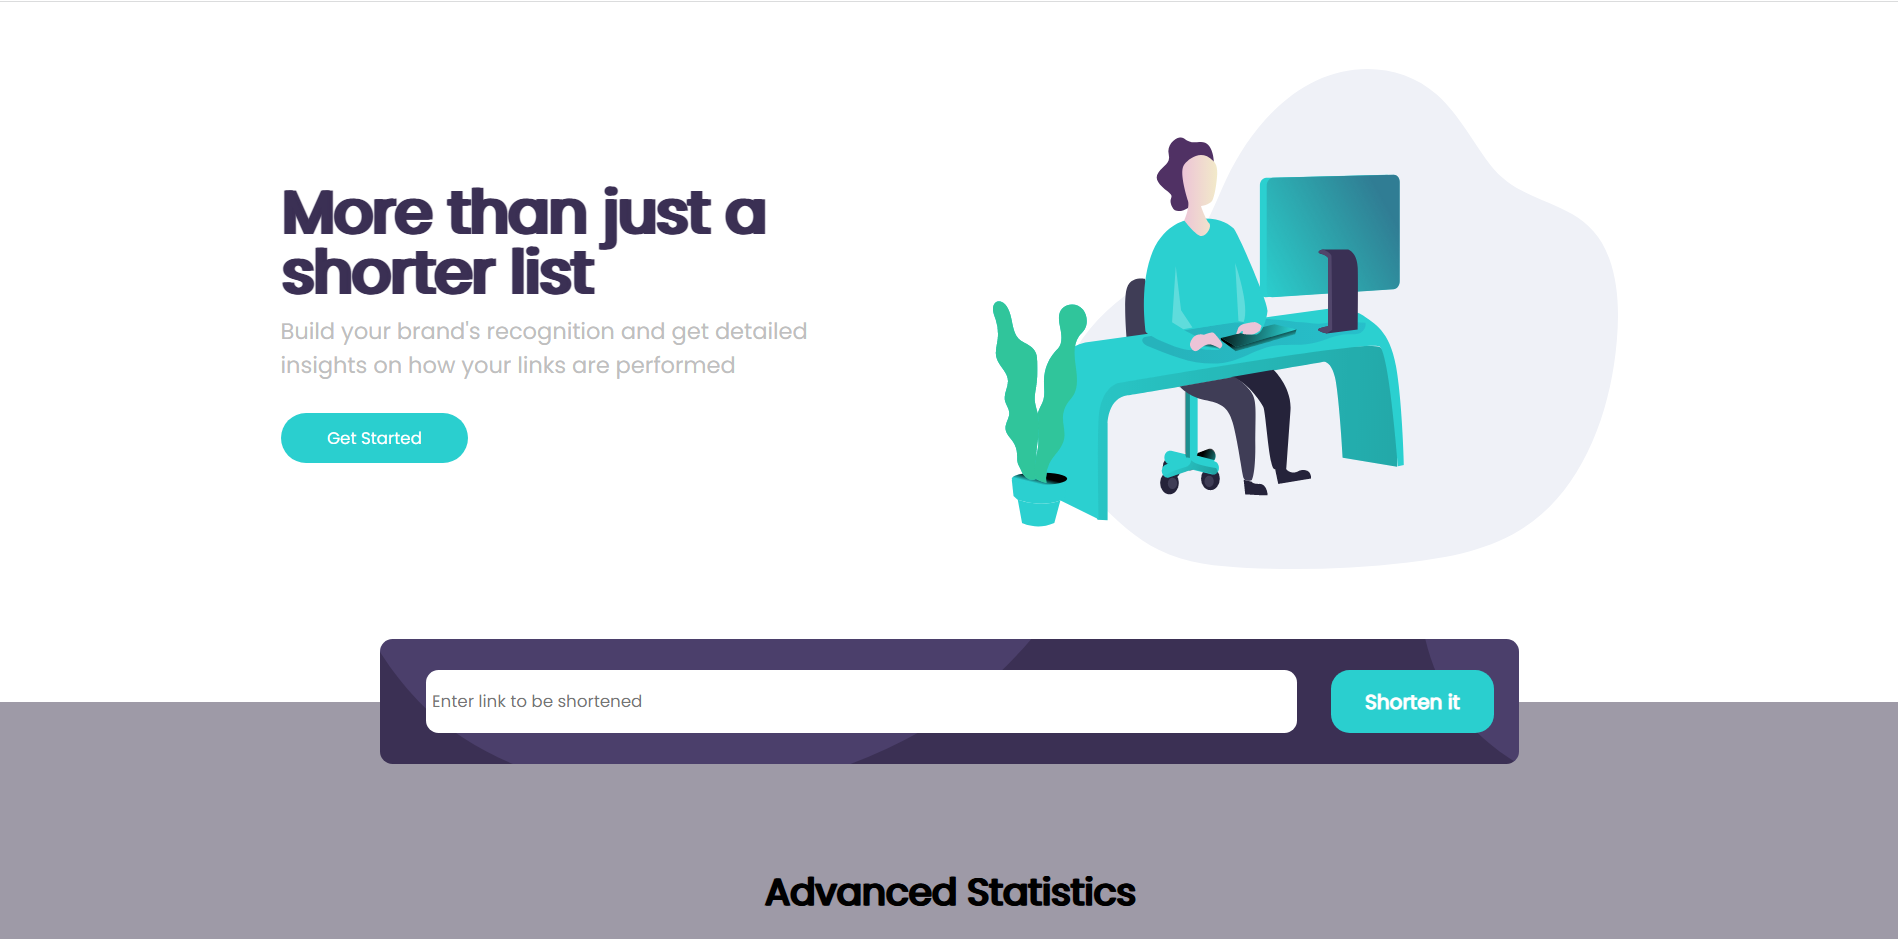 More than just a
shorter list
Build your brand's recognition and get detailed
insights on how your links are performed
Get Started
Enter link to be shortened
Shorten it
Advanced Statistics